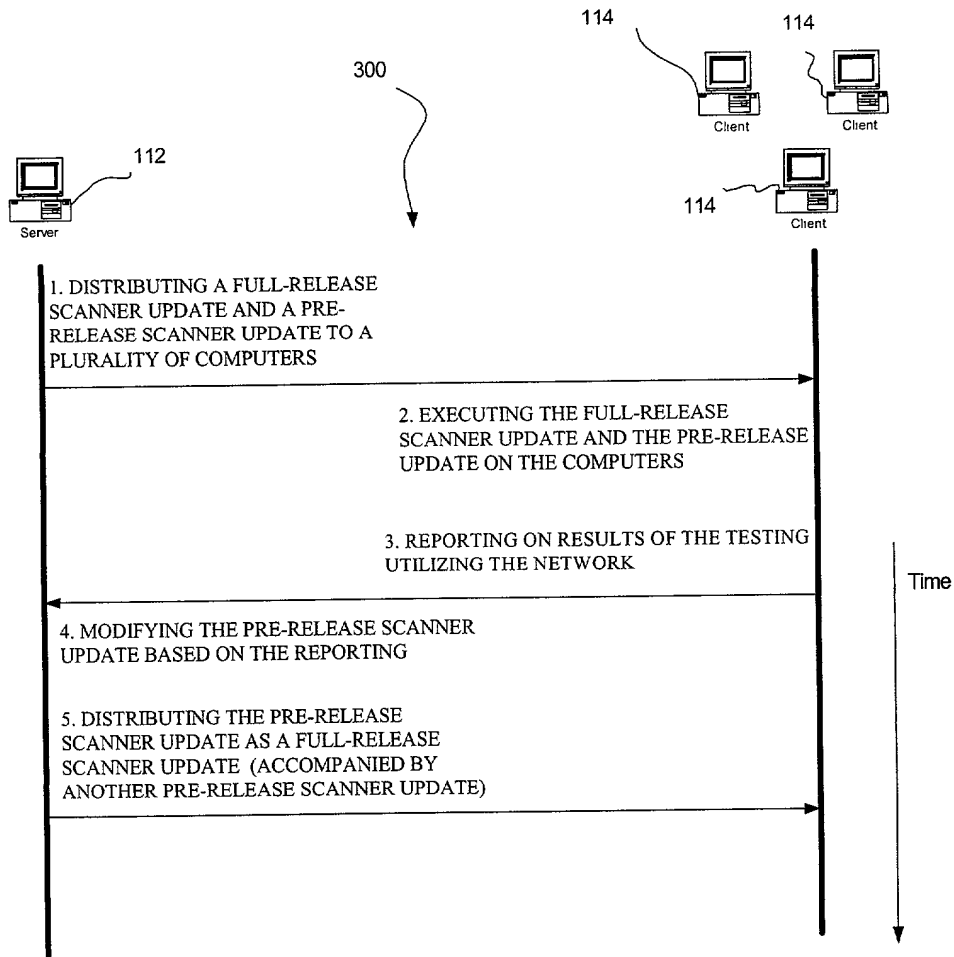 114
114
300
Client
Client
112
114
Server
Client
1. DISTRIBUTING A FULL-RELEASE
SCANNER UPDATE AND A PRE-
RELEASE SCANNER UPDATE TO A
PLURALITY OF COMPUTERS
2. EXECUTING THE FULL-RELEASE
SCANNER UPDATE AND THE PRE-RELEASE
UPDATE ON THE COMPUTERS
3. REPORTING ON RESULTS OF THE TESTING
UTILIZING THE NETWORK
Time
4. MODIFYING THE PRE-RELEASE SCANNER
UPDATE BASED ON THE REPORTING
5. DISTRIBUTING THE PRE-RELEASE
SCANNER UPDATE AS A FULL-RELEASE
SCANNER UPDATE (ACCOMPANIED BY
ANOTHER PRE-RELEASE SCANNER UPDATE)